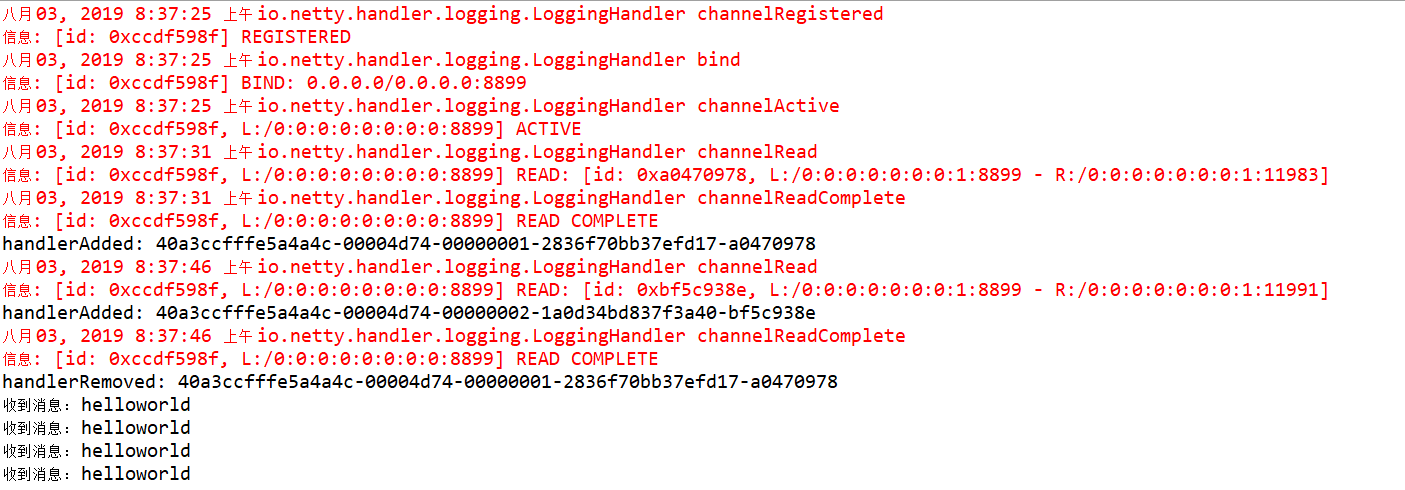 八月 03, 2019 8:37:25 上午 io.netty.handler.logging.LoggingHandler channelRegistered
信息: [id: 0xccdf598f] REGISTERED
八月 03, 2019 8:37:25 上午 io.netty.handler.logging.LoggingHandler bind
信息: [id: 0xccdf598f] BIND: 0.0.0.0/0.0.0.0:8899
八月 03, 2019 8:37:25 上午 io.netty.handler.logging.LoggingHandler channelActive
信息: [id: 0xccdf598f, L:/0:0:0:0:0:0:0:0:8899] ACTIVE
八月 03, 2019 8:37:31 上午 io.netty.handler.logging.LoggingHandler channelRead
信息: [id: 0xccdf598f, L:/0:0:0:0:0:0:0:0:8899] READ: [id: 0xa0470978, L:/0:0:0:0:0:0:0:1:8899 - R:/0:0:0:0:0:0:0:1:11983]
八月 03, 2019 8:37:31 上午 io.netty.handler.logging.LoggingHandler channelReadComplete
信息: [id: 0xccdf598f, L:/0:0:0:0:0:0:0:0:8899] READ COMPLETE
handlerAdded: 40a3ccfffe5a4a4c-00004d74-00000001-2836f70bb37efd17-a0470978
八月 03, 2019 8:37:46 上午 io.netty.handler.logging.LoggingHandler channelRead
信息: [id: 0xccdf598f, L:/0:0:0:0:0:0:0:0:8899] READ: [id: 0xbf5c938e, L:/0:0:0:0:0:0:0:1:8899 - R:/0:0:0:0:0:0:0:1:11991]
handlerAdded: 40a3ccfffe5a4a4c-00004d74-00000002-1a0d34bd837f3a40-bf5c938e
八月 03, 2019 8:37:46 上午 io.netty.handler.logging.LoggingHandler channelReadComplete
信息: [id: 0xccdf598f, L:/0:0:0:0:0:0:0:0:8899] READ COMPLETE
handlerRemoved: 40a3ccfffe5a4a4c-00004d74-00000001-2836f70bb37efd17-a0470978
收到消息：helloworld
收到消息：helloworld
收到消息：helloworld
收到消息：helloworld